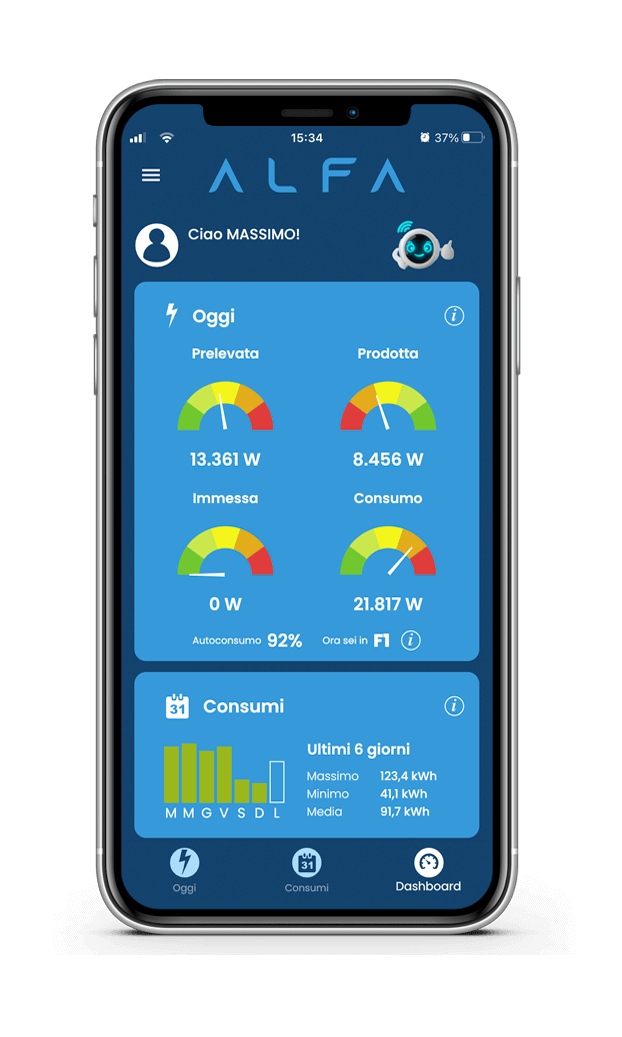 15:34
37%
ALFA
Ciao MASSIMO!
Oggi
Prelevata Prodotta
13.361 W 8.456 W
Immessa Consumo
0 W 21.817 W
Autoconsumo 92% Ora sei in F1
31 Consumi
Ultimi 6 giorni
Massimo 123,4 kWh
Minimo 41,1 kWh
Media 91,7 kWh
M M G V S D L
31
Oggi Consumi Dashboard